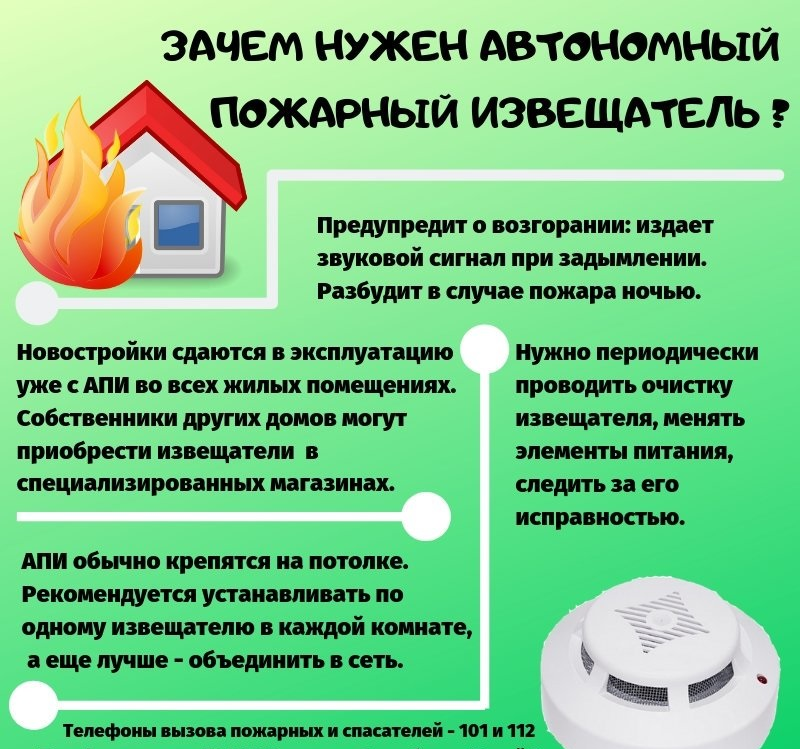 ЗАЧЕМ НУЖЕН АВТОНОМНЫЙ
ПОЖАРНЫЙ ИЗВЕЩАТЕЛЬ ?
Предупредит о возгорании: издает
звуковой сигнал при задымлении.
Разбудит в случае пожара ночью.
Новостройки сдаются в эксплуатацию
уже с АПИ во всех жилых помещениях.
Собственники других домов могут
приобрести извещатели в
специализированных магазинах.
Нужно периодически
проводить очистку
извещателя, менять
элементы питания,
следить за его
исправностью.
АПИ обычно крепятся на потолке.
Рекомендуется устанавливать по
одному извещателю в каждой комнате,
а еще лучше - объединить в сеть.
Телефоны вызова пожарных и спасателей - 101 и 112